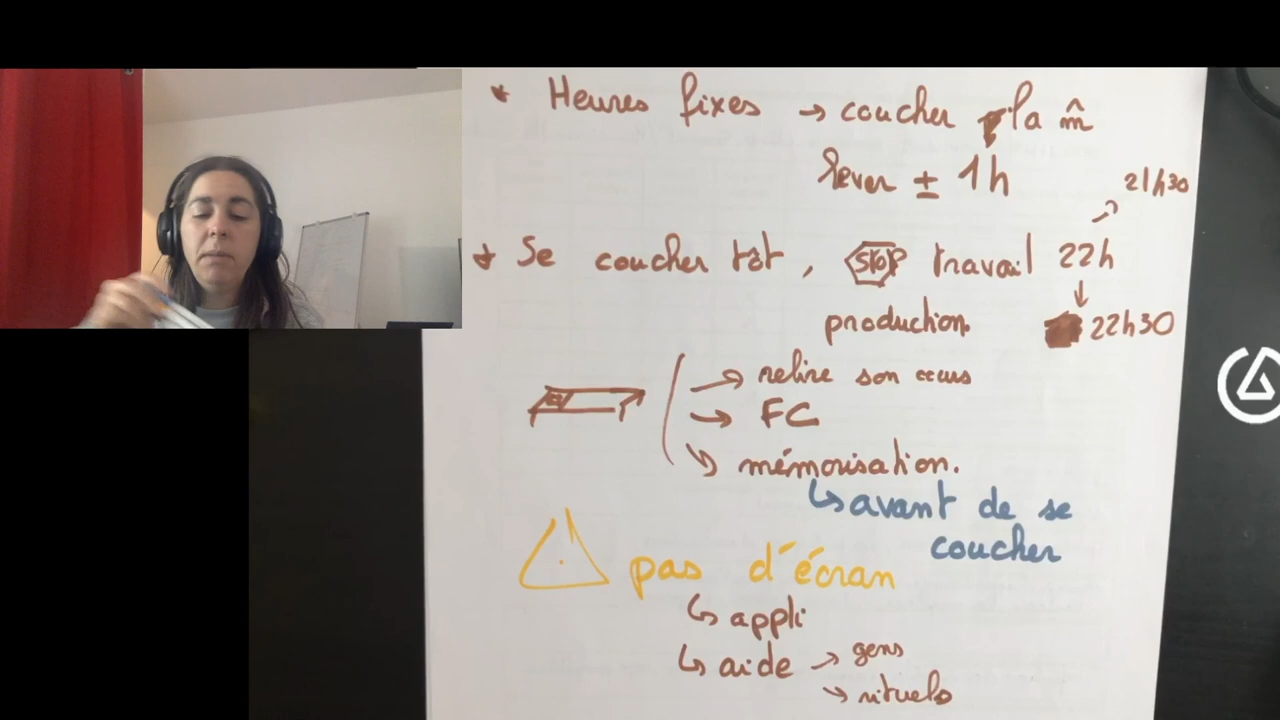 * Heures fixes → coucher la m̂
lever ± 1h
21h30
* Se coucher tôt, STOP travail 22h
production 22h30
→ relire son cours
→ FC
→ mémorisation.
↳ avant de se
coucher
pas d'écran
↳ appli
↳ aide → gens
→ rituels